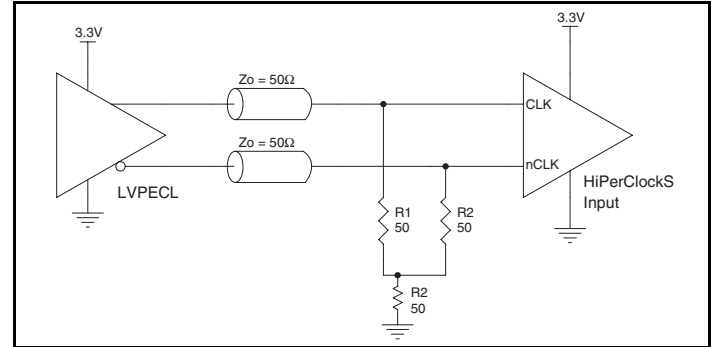 3.3V
3.3V
Zo = 50Ω
CLK
Zo = 50Ω
nCLK
LVPECL
HiPerClockS
Input
R1
50
R2
50
R2
50